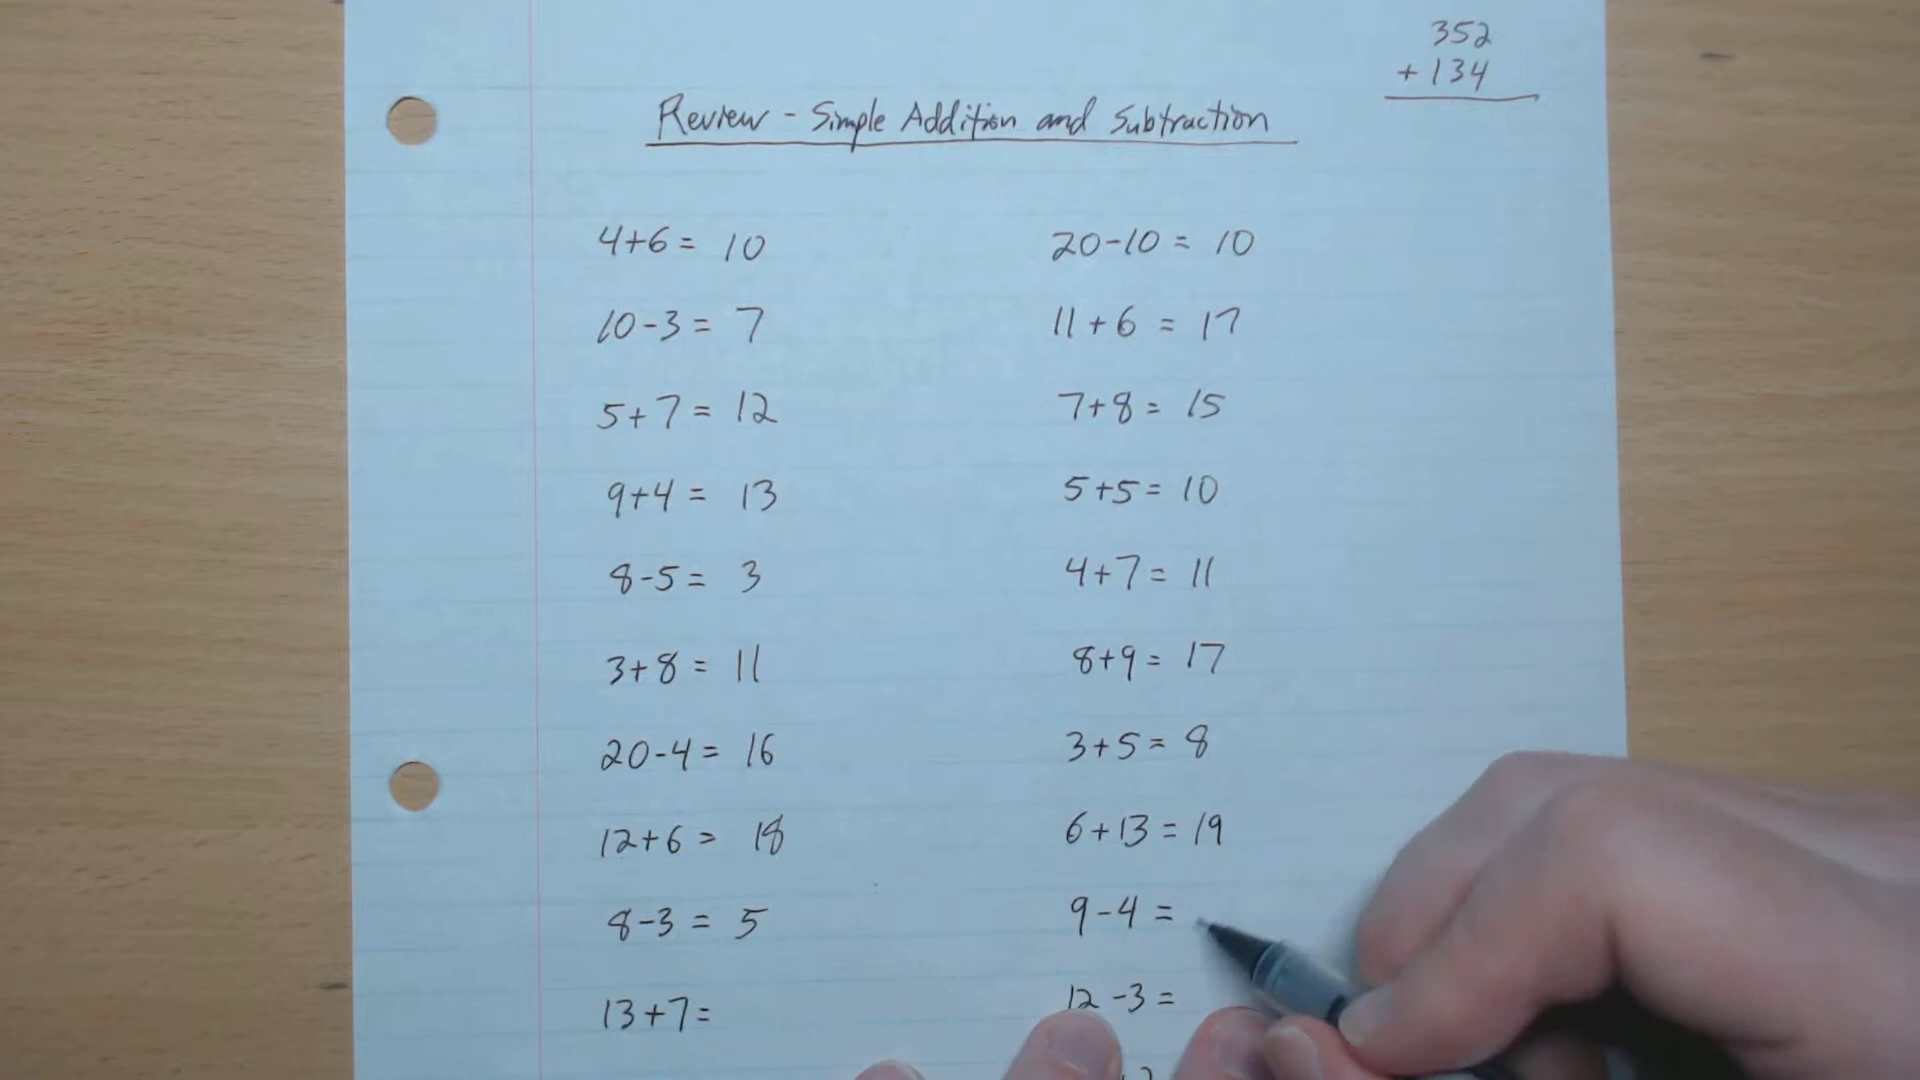 352
+ 134
Review - Simple Addition and Subtraction
4+6 = 10
10-3 = 7
5+7 = 12
9+4 = 13
8-5 = 3
3+8 = 11
20-4 = 16
12+6 = 18
8-3 = 5
13+7=
20-10 = 10
11+6 = 17
7+8 = 15
5+5 = 10
4+7 = 11
8+9 = 17
3+5 = 8
6+13 = 19
9-4 =
12-3 =